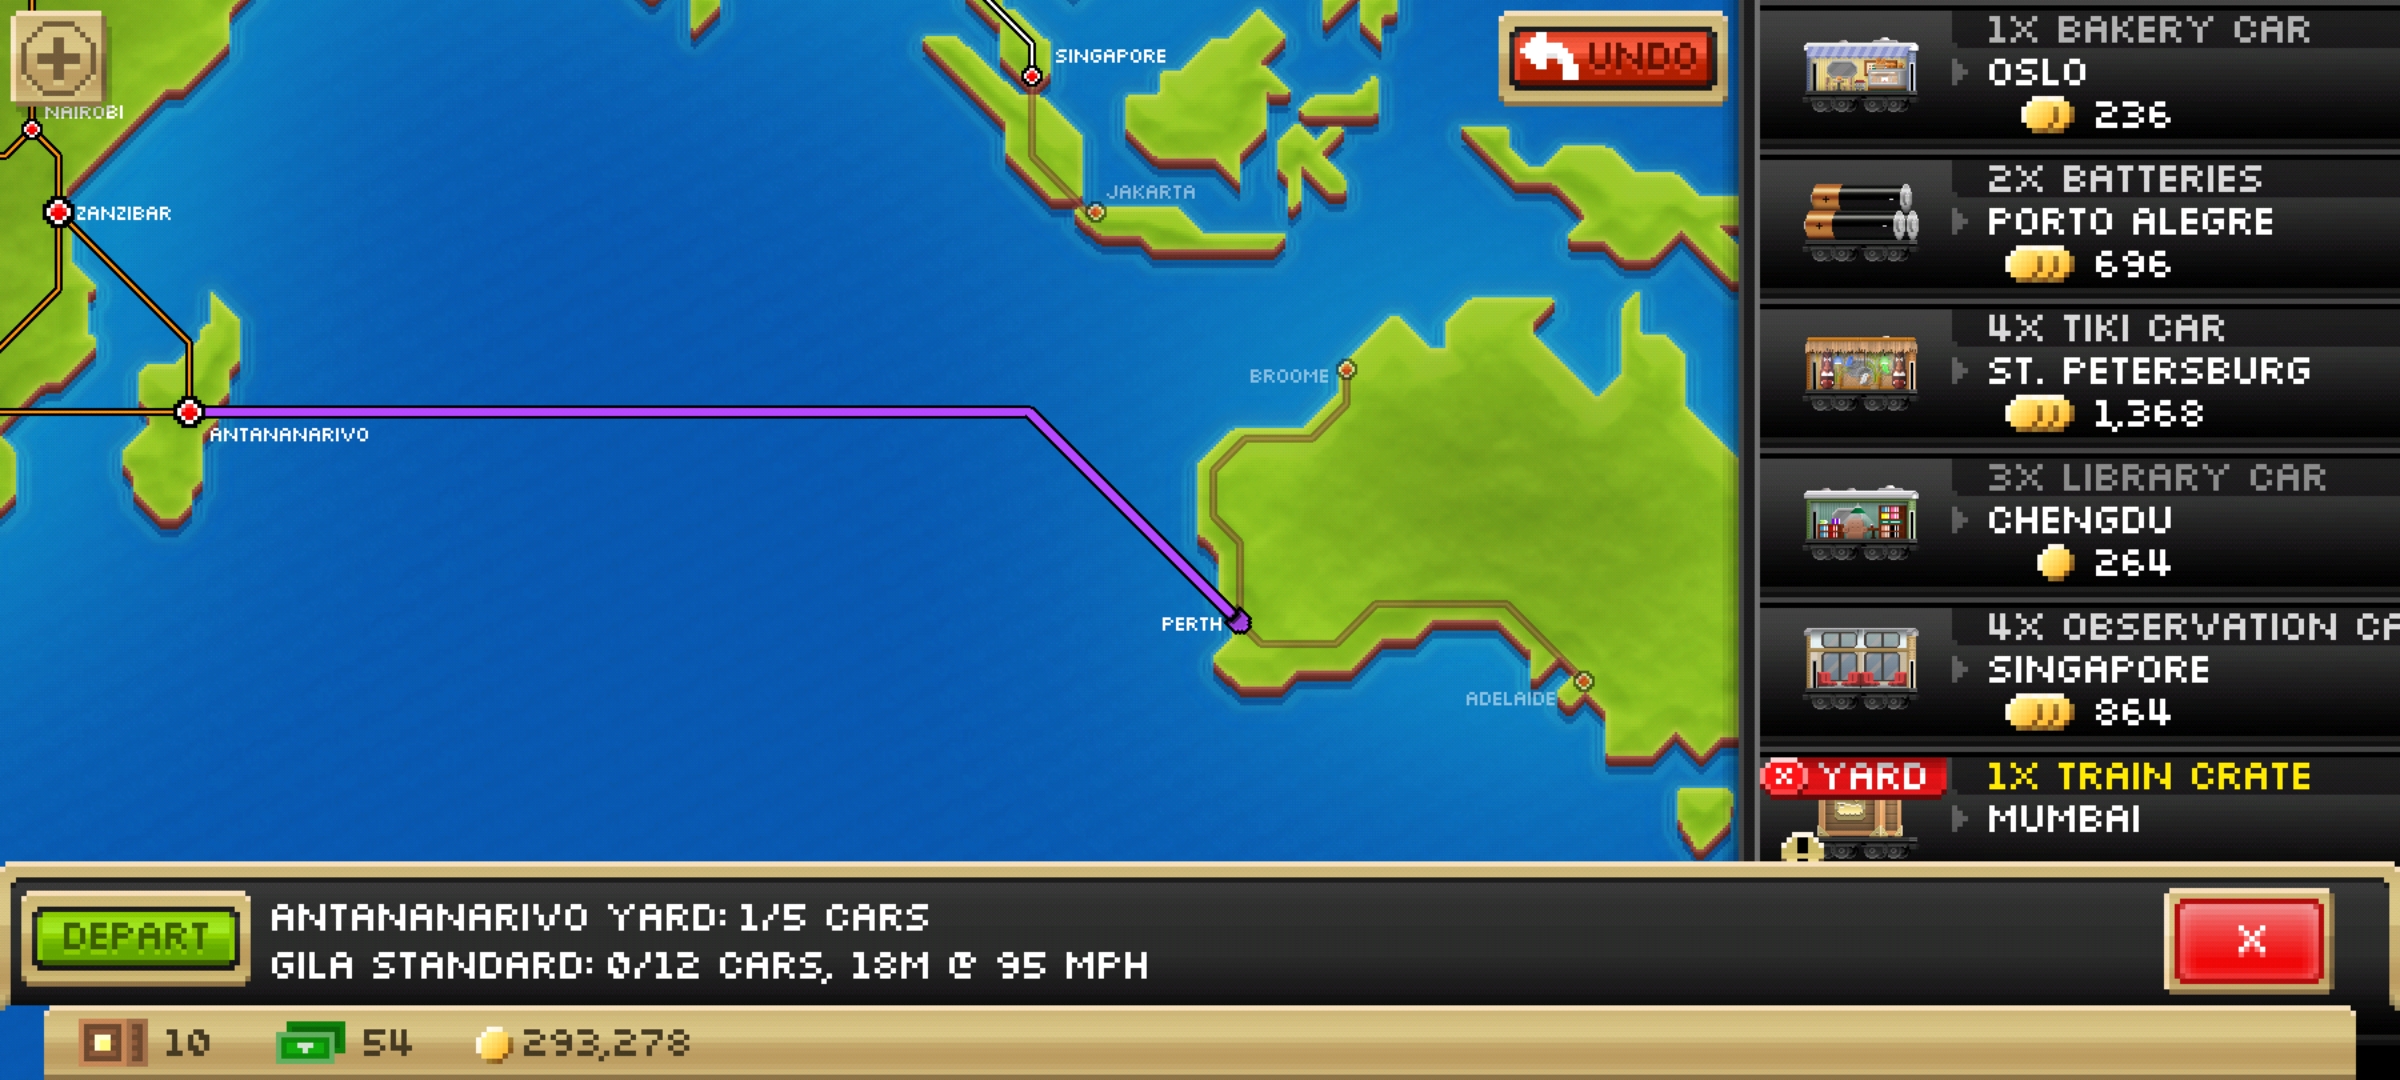 NAIROBI
ZANZIBAR
ANTANANARIVO
SINGAPORE
JAKARTA
BROOME
PERTH
ADELAIDE
UNDO
1X BAKERY CAR
OSLO
236
2X BATTERIES
PORTO ALEGRE
696
4X TIKI CAR
ST. PETERSBURG
1,368
3X LIBRARY CAR
CHENGDU
264
4X OBSERVATION CA
SINGAPORE
864
X YARD
1X TRAIN CRATE
MUMBAI
DEPART
ANTANANARIVO YARD: 1/5 CARS
GILA STANDARD: 0/12 CARS, 18M @ 95 MPH
X
10
54
293,278